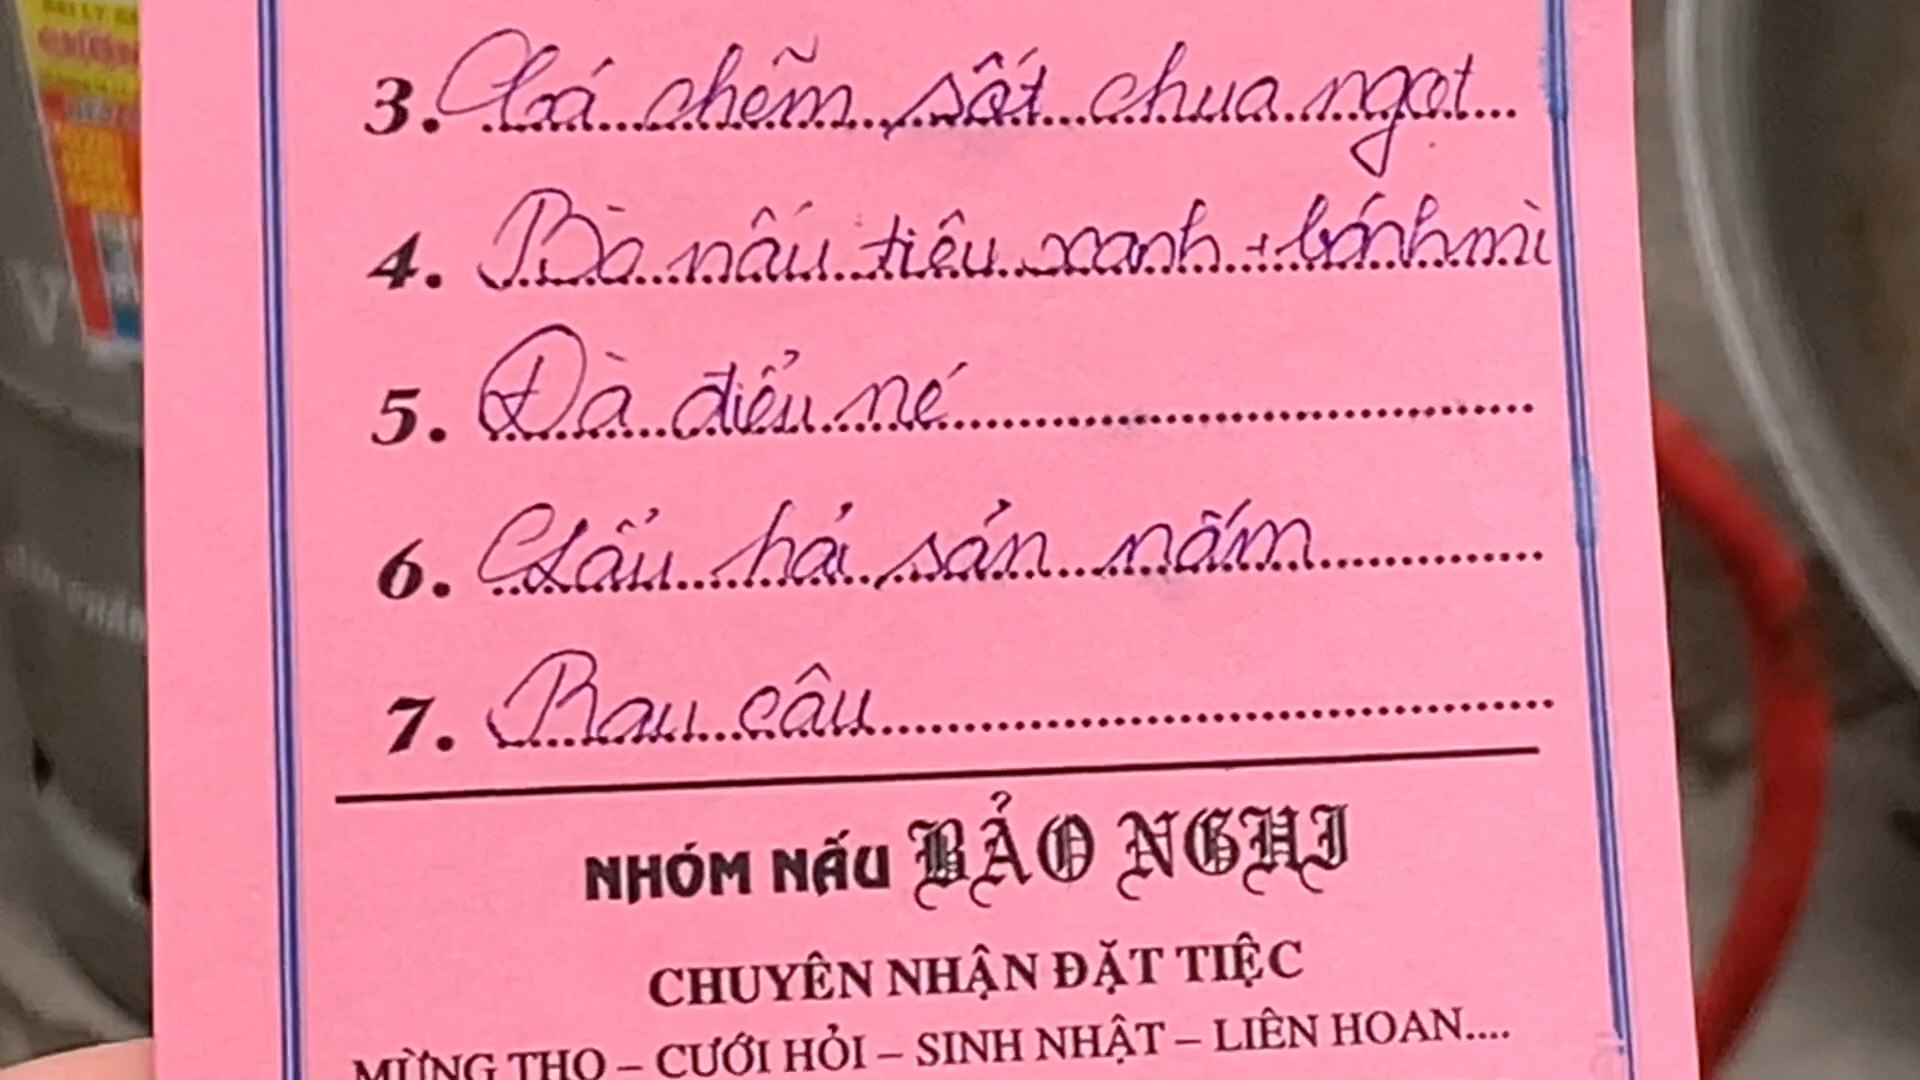 3. Cá chẽm sốt chua ngọt
4. Bò nấu tiêu xanh + bánh mì
5. Đà điểu né
6. Lẩu hải sản nấm
7. Rau câu
NHÓM NẤU BẢO NGHI
CHUYÊN NHẬN ĐẶT TIỆC
MỪNG THỌ – CƯỚI HỎI – SINH NHẬT – LIÊN HOAN....